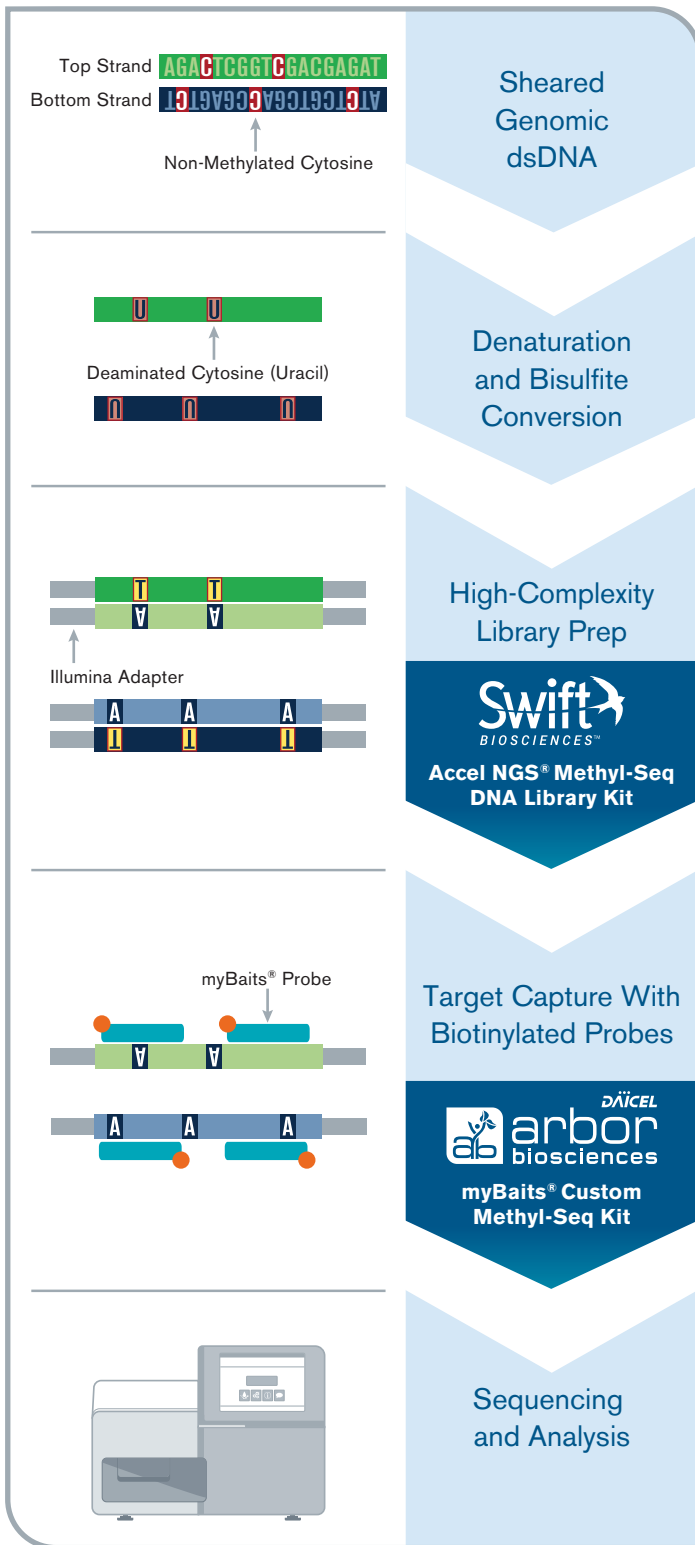 Top Strand
AGACTCGGTCGACGAGAT
Bottom Strand
Non-Methylated Cytosine
Sheared
Genomic
dsDNA
U U
Deaminated Cytosine (Uracil)
U U U
Denaturation
and Bisulfite
Conversion
T T
A A
Illumina Adapter
A A A
T T T
High-Complexity
Library Prep
Swift
BIOSCIENCES™
Accel NGS® Methyl-Seq
DNA Library Kit
myBaits® Probe
A A
A A A
Target Capture With
Biotinylated Probes
DAÏCEL
ab arbor
biosciences
myBaits® Custom
Methyl-Seq Kit
Sequencing
and Analysis